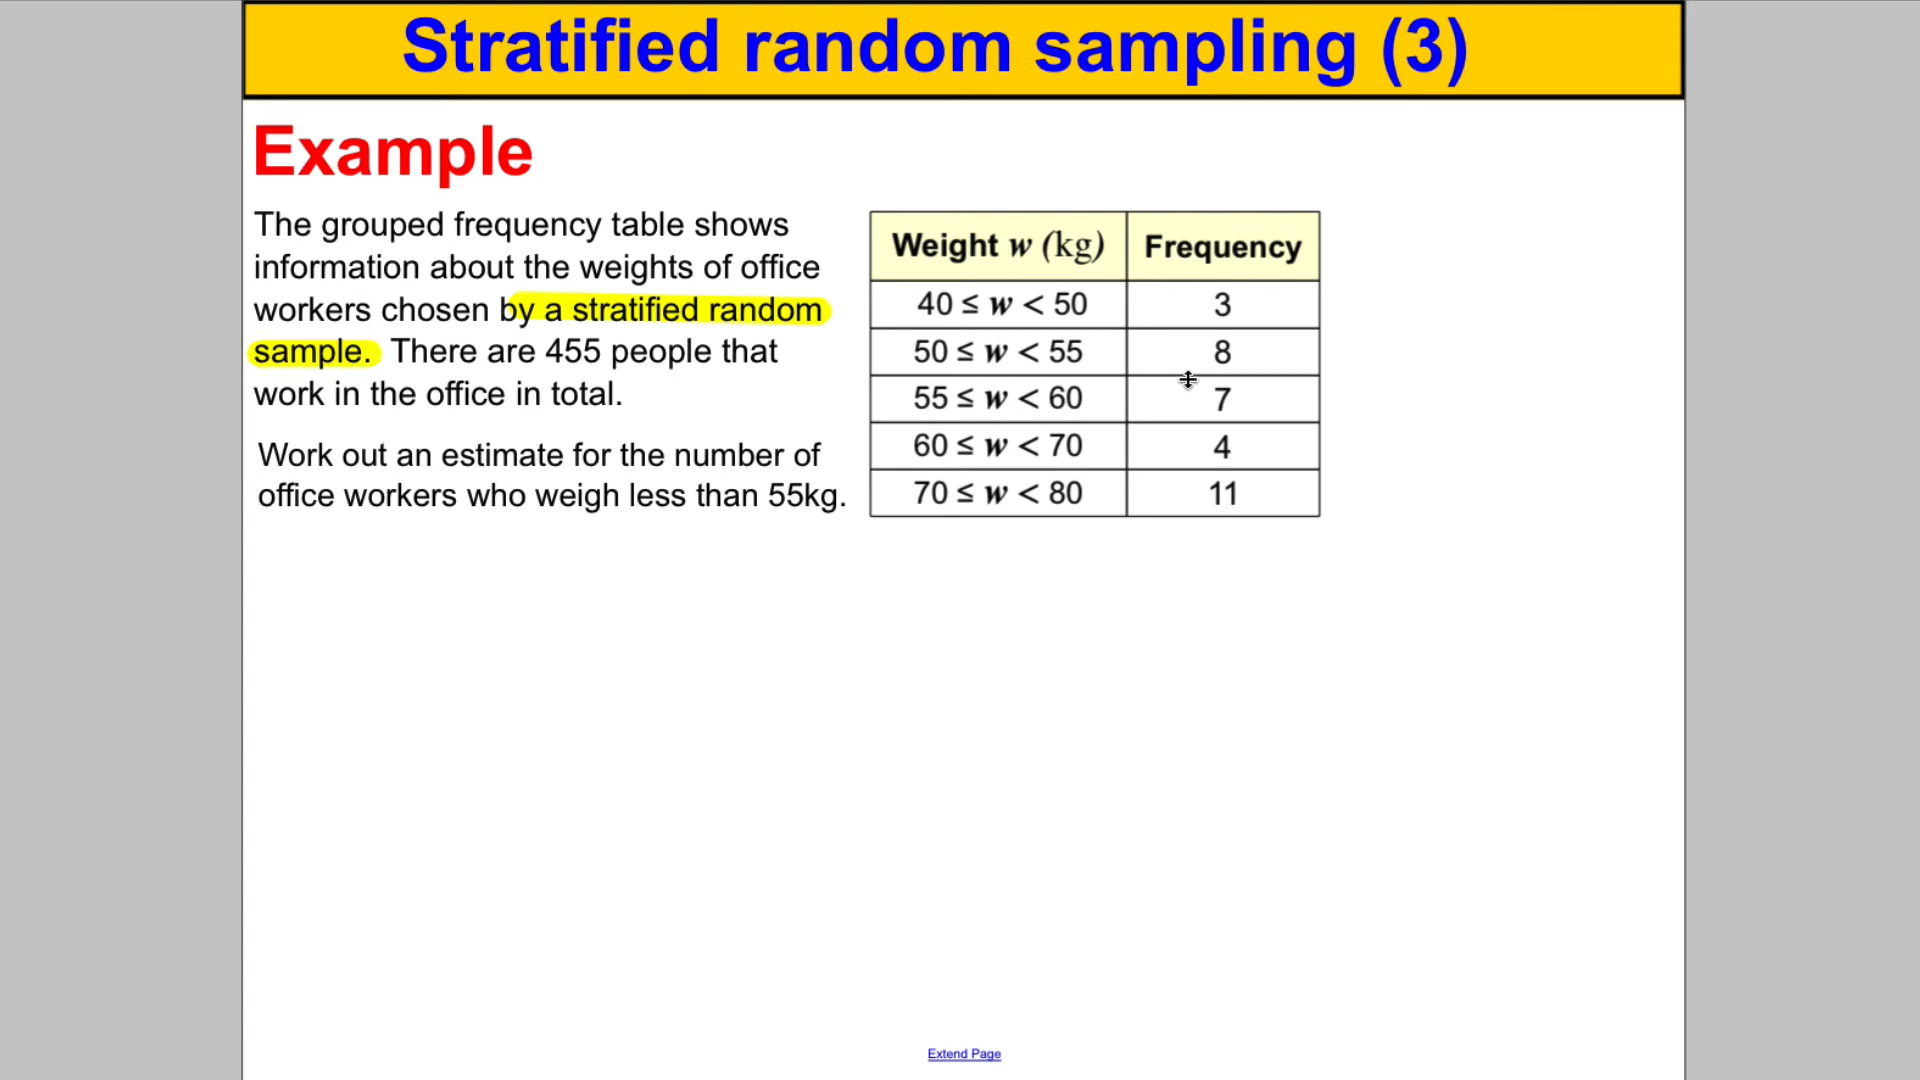 Stratified random sampling (3)
Example
The grouped frequency table shows
information about the weights of office
workers chosen by a stratified random
sample. There are 455 people that
work in the office in total.
Work out an estimate for the number of
office workers who weigh less than 55kg.
Weight w (kg) Frequency
40 ≤ w < 50 3
50 ≤ w < 55 8
55 ≤ w < 60 7
60 ≤ w < 70 4
70 ≤ w < 80 11
Extend Page